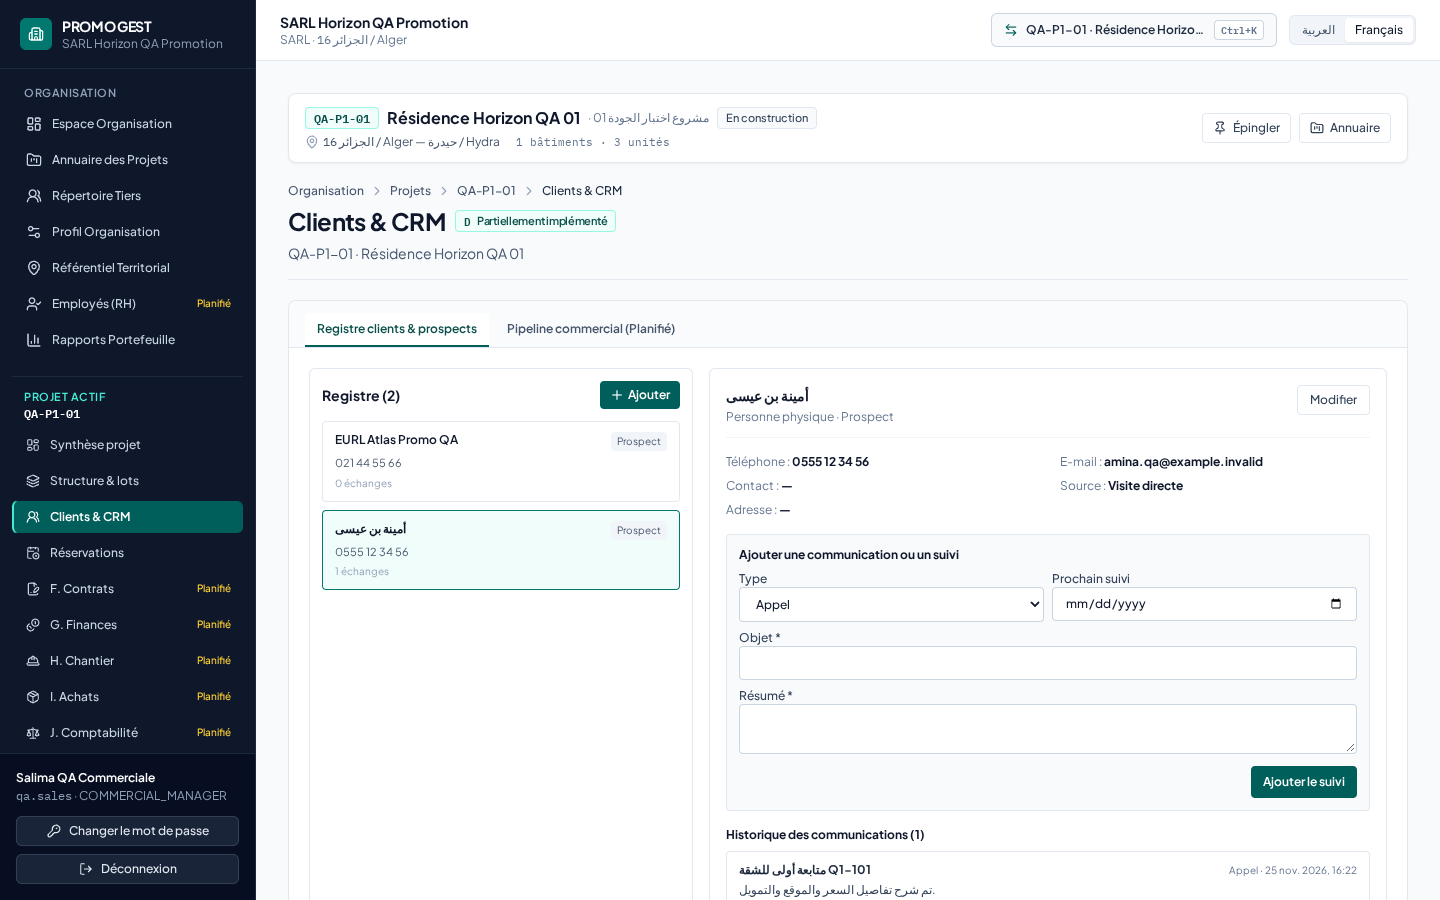 PROMOGEST
SARL Horizon QA Promotion
ORGANISATION
Espace Organisation
Annuaire des Projets
Répertoire Tiers
Profil Organisation
Référentiel Territorial
Employés (RH) Planifié
Rapports Portefeuille
PROJET ACTIF
QA-P1-01
Synthèse projet
Structure & lots
Clients & CRM
Réservations
F. Contrats Planifié
G. Finances Planifié
H. Chantier Planifié
I. Achats Planifié
J. Comptabilité Planifié
Salima QA Commerciale
qa.sales · COMMERCIAL_MANAGER
Changer le mot de passe
Déconnexion
SARL Horizon QA Promotion
SARL · 16 الجزائر / Alger
QA-P1-01 · Résidence Horizo... Ctrl+K
العربية Français
QA-P1-01 Résidence Horizon QA 01 · مشروع اختبار الجودة 01 En construction
16 الجزائر / Alger — حيدرة / Hydra 1 bâtiments · 3 unités
Épingler Annuaire
Organisation > Projets > QA-P1-01 > Clients & CRM
Clients & CRM D Partiellement implémenté
QA-P1-01 · Résidence Horizon QA 01
Registre clients & prospects Pipeline commercial (Planifié)
Registre (2) + Ajouter
EURL Atlas Promo QA Prospect
021 44 55 66
0 échanges
أمينة بن عيسى Prospect
0555 12 34 56
1 échanges
أمينة بن عيسى Modifier
Personne physique · Prospect
Téléphone : 0555 12 34 56 E-mail : amina.qa@example.invalid
Contact : — Source : Visite directe
Adresse : —
Ajouter une communication ou un suivi
Type Prochain suivi
Appel mm/dd/yyyy
Objet *
Résumé *
Ajouter le suivi
Historique des communications (1)
متابعة أولى للشقة Q1-101 Appel · 25 nov. 2026, 16:22
تم شرح تفاصيل السعر والموقع والتمويل.